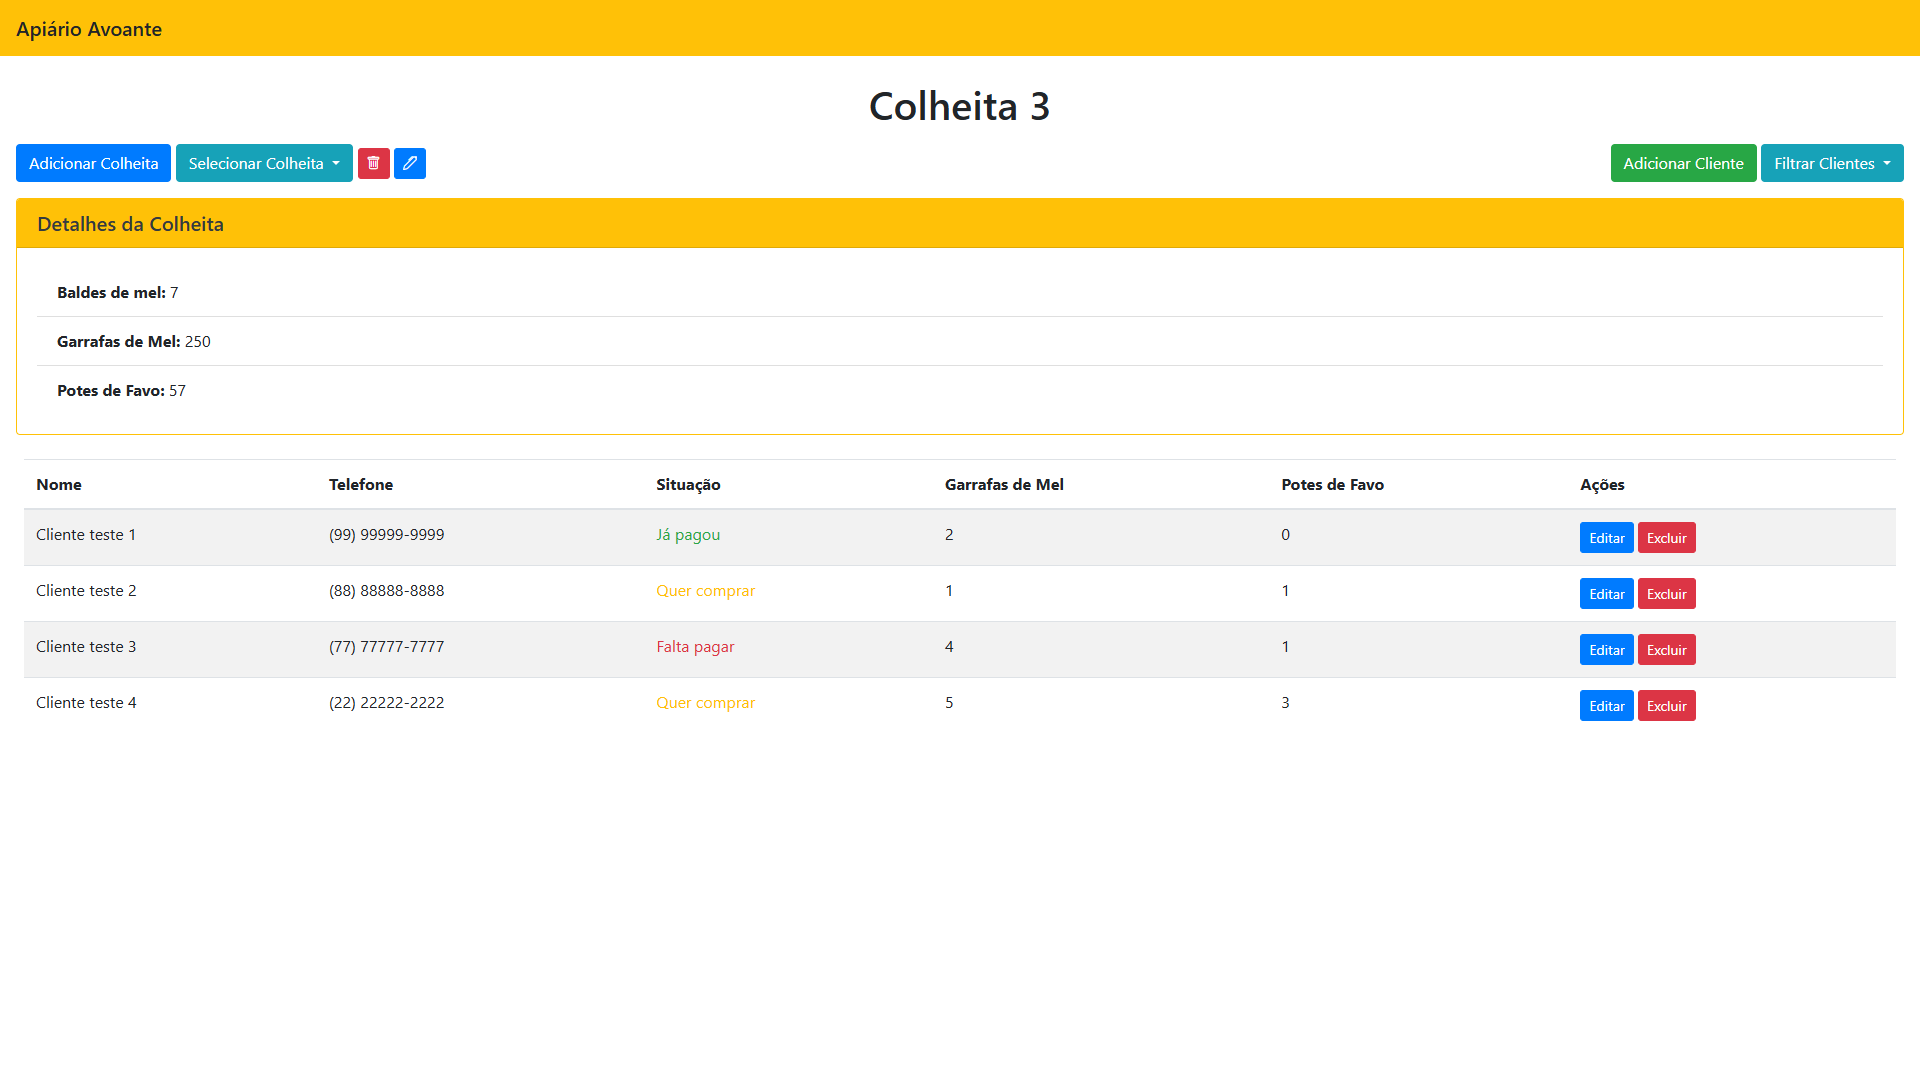 Apiário Avoante
Colheita 3
Adicionar Colheita Selecionar Colheita Adicionar Cliente Filtrar Clientes
Detalhes da Colheita
Baldes de mel: 7
Garrafas de Mel: 250
Potes de Favo: 57
Nome Telefone Situação Garrafas de Mel Potes de Favo Ações
Cliente teste 1 (99) 99999-9999 Já pagou 2 0 Editar Excluir
Cliente teste 2 (88) 88888-8888 Quer comprar 1 1 Editar Excluir
Cliente teste 3 (77) 77777-7777 Falta pagar 4 1 Editar Excluir
Cliente teste 4 (22) 22222-2222 Quer comprar 5 3 Editar Excluir